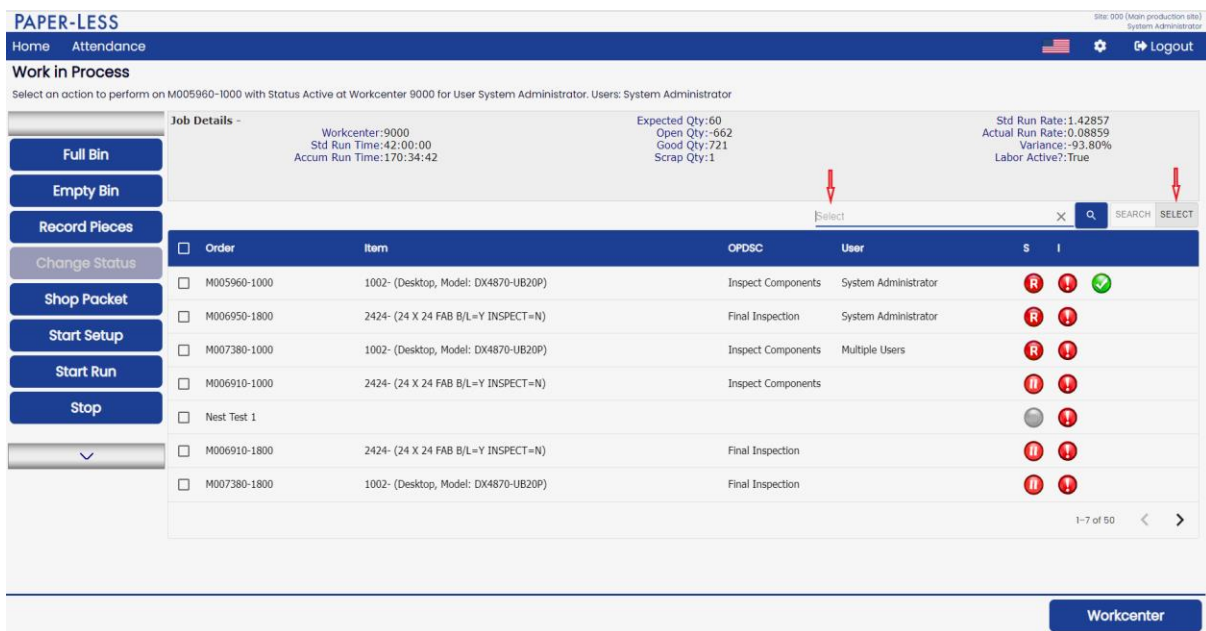 PAPER-LESS
Site: 000 (Main production site)
System Administrator
Home Attendance Logout
Work in Process
Select an action to perform on M005960-1000 with Status Active at Workcenter 9000 for User System Administrator. Users: System Administrator
Job Details -
Workcenter:9000
Std Run Time:42:00:00
Accum Run Time:170:34:42
Expected Qty:60
Open Qty:-662
Good Qty:721
Scrap Qty:1
Std Run Rate:1.42857
Actual Run Rate:0.08859
Variance:-93.80%
Labor Active?:True
Full Bin
Empty Bin
Record Pieces
Change Status
Shop Packet
Start Setup
Start Run
Stop
Select SEARCH SELECT
Order Item OPDSC User S I
M005960-1000 1002- (Desktop, Model: DX4870-UB20P) Inspect Components System Administrator R !
M006950-1800 2424- (24 X 24 FAB B/L=Y INSPECT=N) Final Inspection System Administrator R !
M007380-1000 1002- (Desktop, Model: DX4870-UB20P) Inspect Components Multiple Users R !
M006910-1000 2424- (24 X 24 FAB B/L=Y INSPECT=N) Inspect Components !
Nest Test 1 !
M006910-1800 2424- (24 X 24 FAB B/L=Y INSPECT=N) Final Inspection !
M007380-1800 1002- (Desktop, Model: DX4870-UB20P) Final Inspection !
1-7 of 50
Workcenter